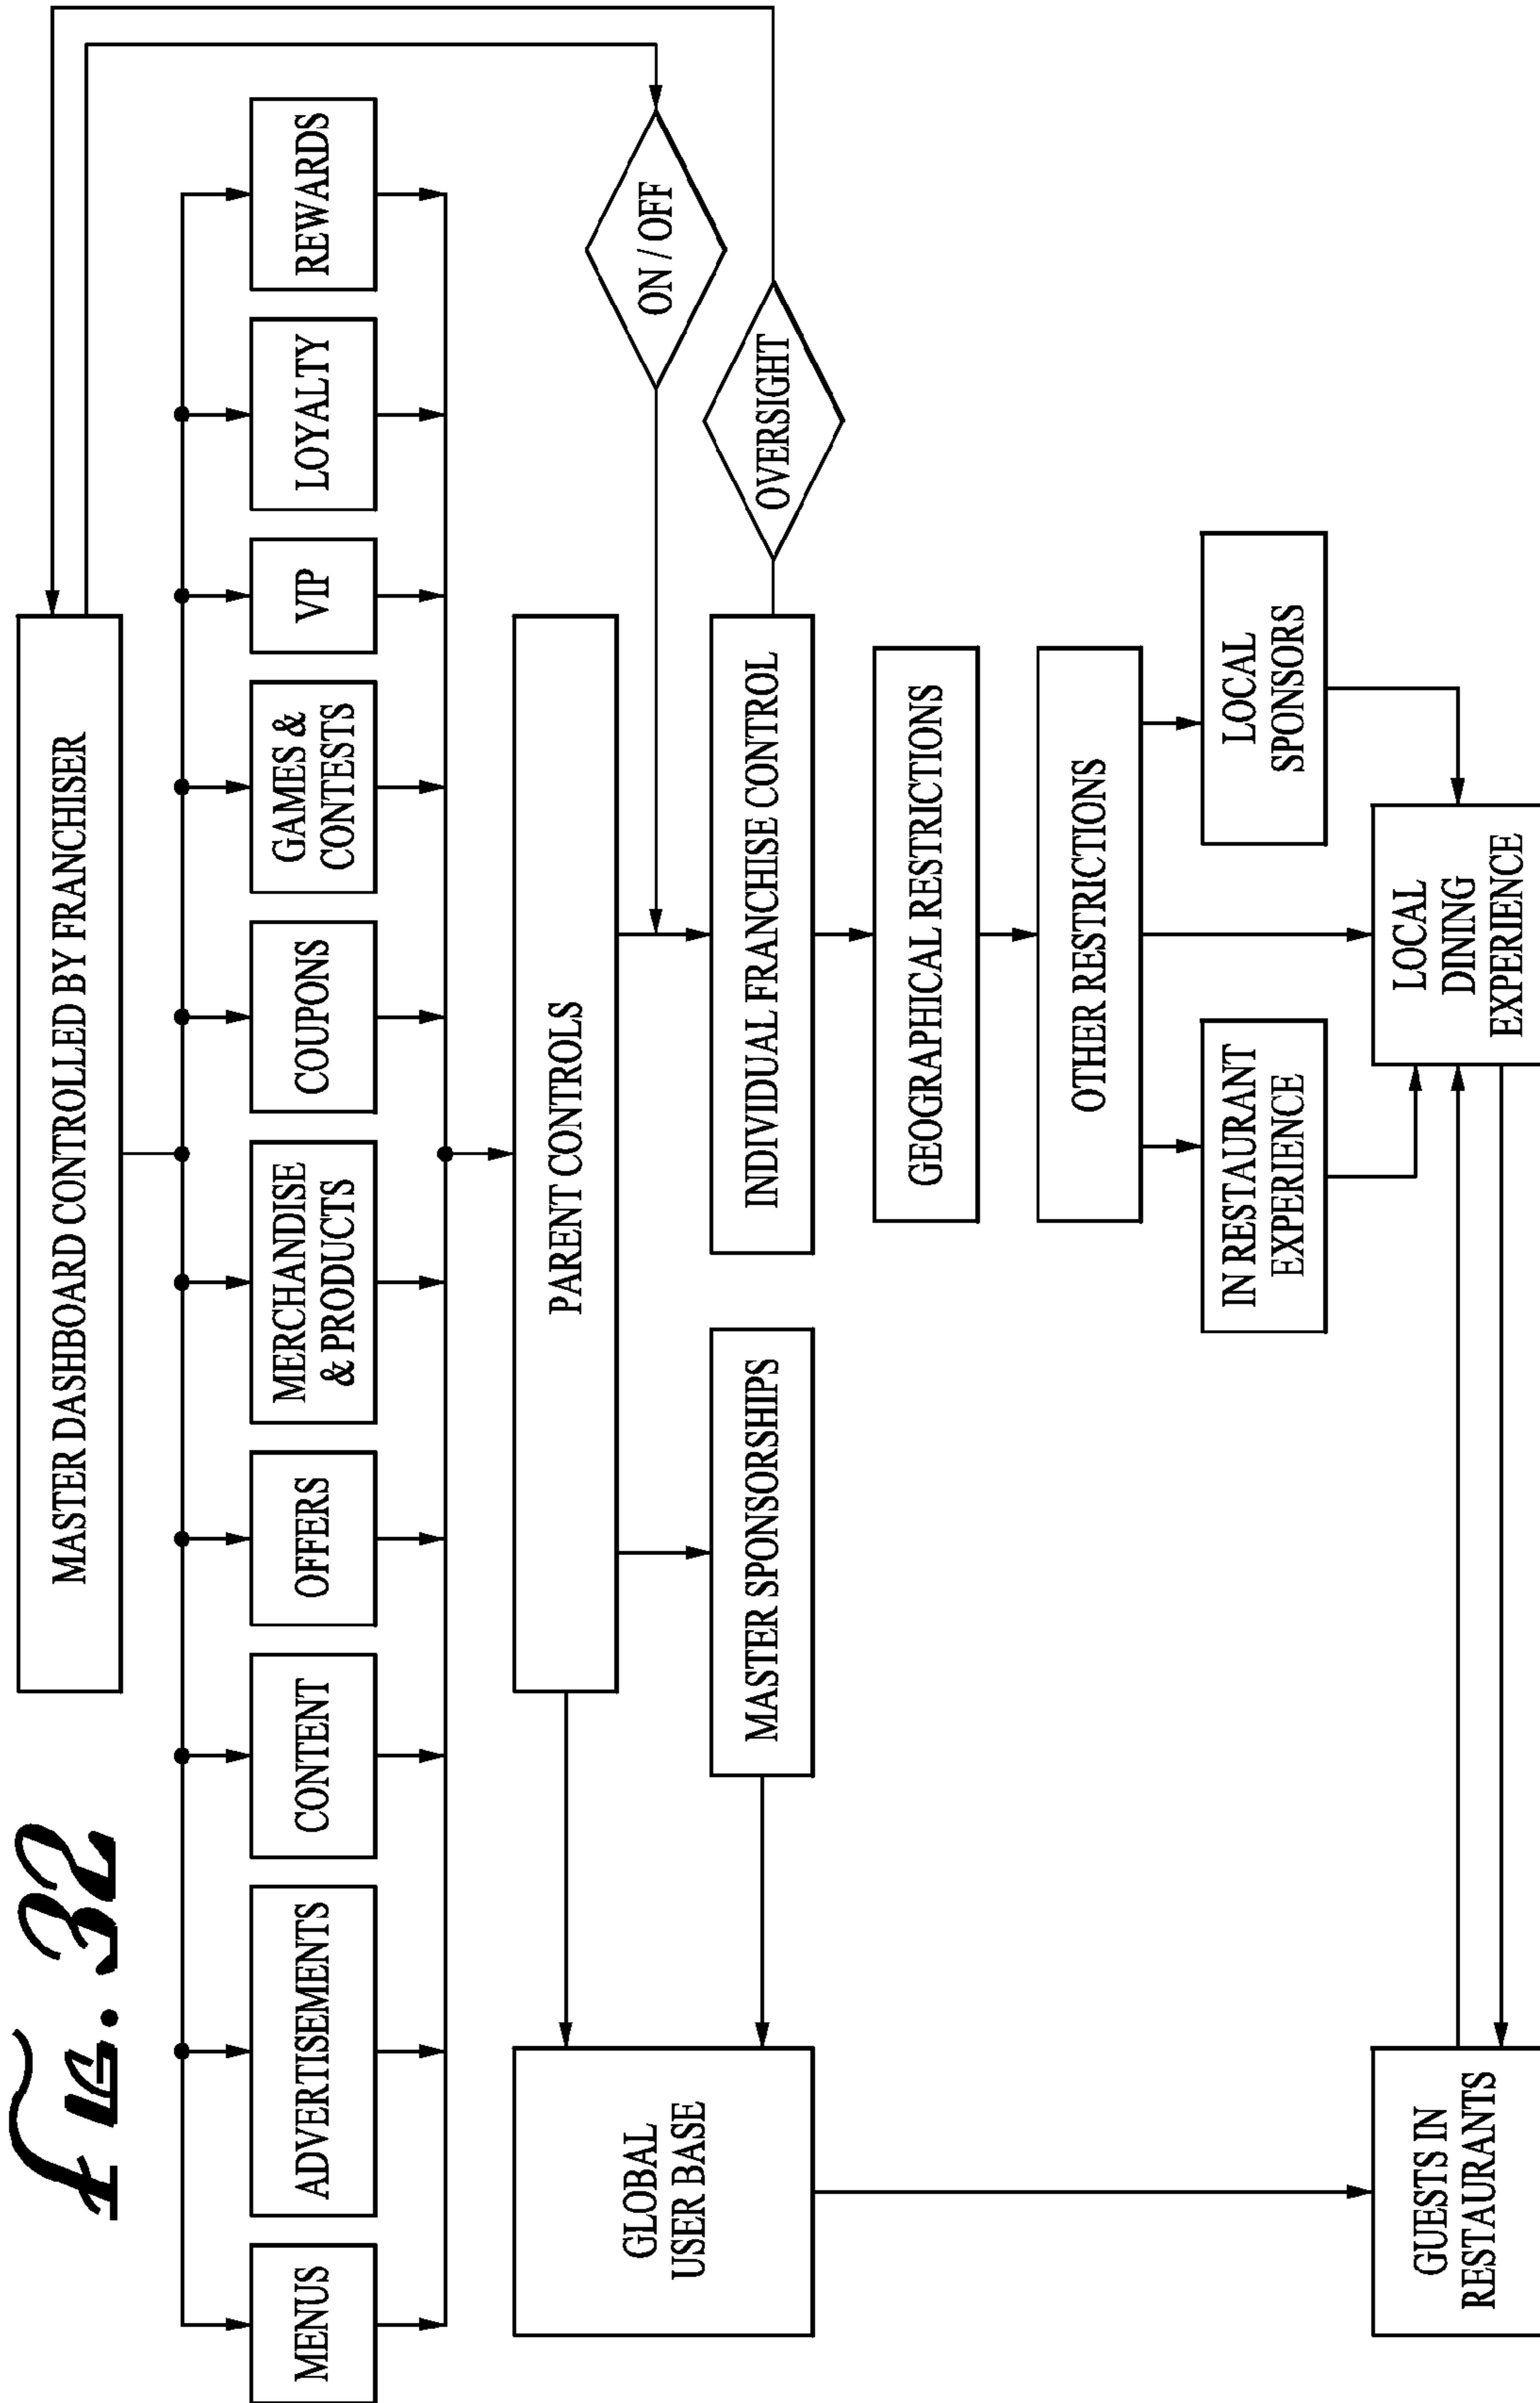 Fig. 32
MASTER DASHBOARD CONTROLLED BY FRANCHISER
MENUS
ADVERTISEMENTS
CONTENT
OFFERS
MERCHANDISE
& PRODUCTS
COUPONS
GAMES &
CONTESTS
VIP
LOYALTY
REWARDS
PARENT CONTROLS
ON / OFF
GLOBAL
USER BASE
MASTER SPONSORSHIPS
INDIVIDUAL FRANCHISE CONTROL
OVERSIGHT
GEOGRAPHICAL RESTRICTIONS
OTHER RESTRICTIONS
IN RESTAURANT
EXPERIENCE
LOCAL
SPONSORS
GUESTS IN
RESTAURANTS
LOCAL
DINING
EXPERIENCE